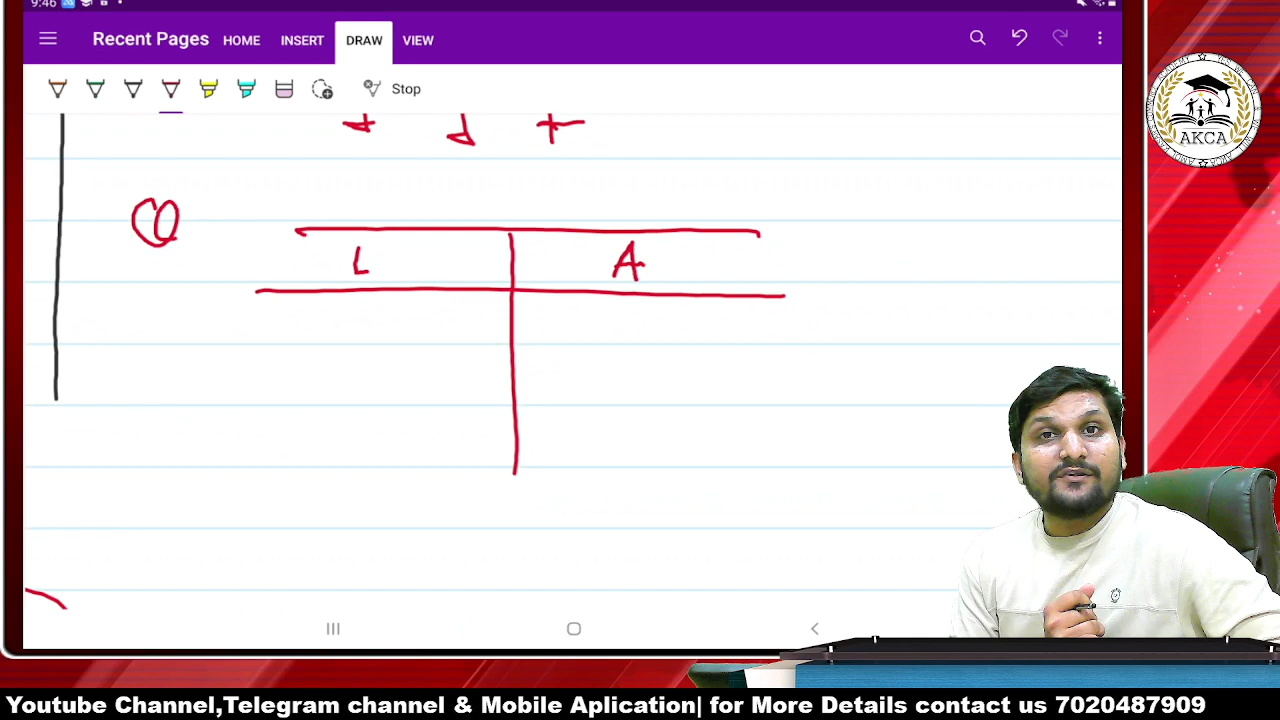 9:46
Recent Pages HOME INSERT DRAW VIEW
Stop
L A
AKCA
Youtube Channel,Telegram channel & Mobile Aplication| for More Details contact us 7020487909